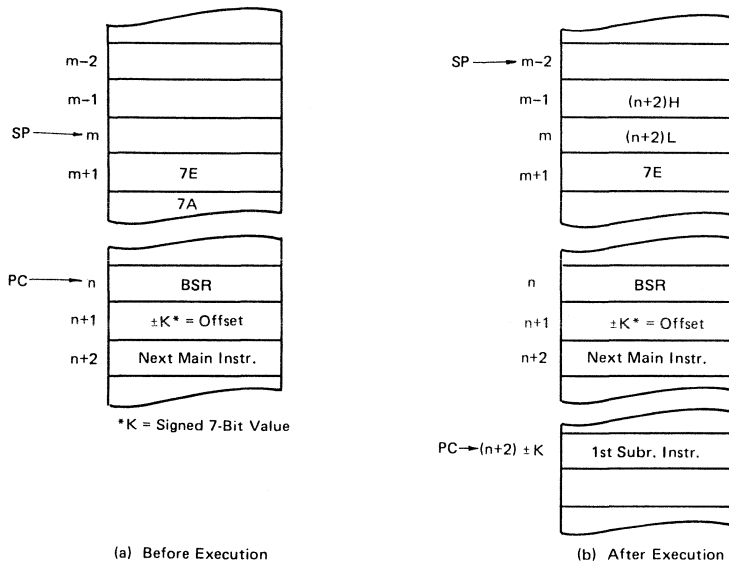 m–2
m–1
SP m
m+1 7E
7A
PC n BSR
n+1 ±K* = Offset
n+2 Next Main Instr.
*K = Signed 7-Bit Value
(a) Before Execution
SP m–2
m–1 (n+2)H
m (n+2)L
m+1 7E
n BSR
n+1 ±K* = Offset
n+2 Next Main Instr.
PC (n+2) ±K 1st Subr. Instr.
(b) After Execution